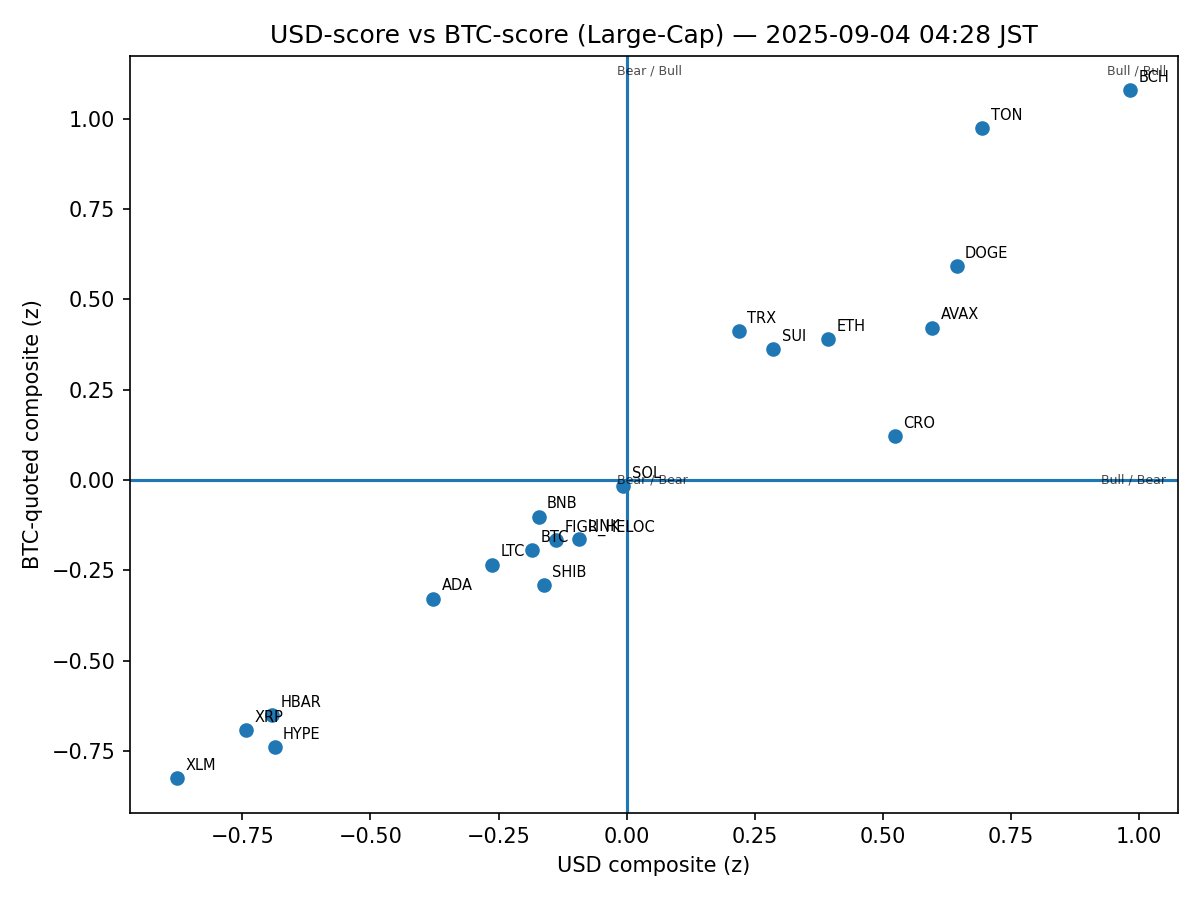 USD-score vs BTC-score (Large-Cap) — 2025-09-04 04:28 JST
Bear / Bull
Bull / Bull
BCH
TON
DOGE
AVAX
TRX
SUI
ETH
CRO
SOL
Bear / Bear
Bull / Bear
BNB
FIGR_HELOC
LINK
BTC
LTC
SHIB
ADA
HBAR
XRP
HYPE
XLM
1.00
0.75
0.50
0.25
0.00
−0.25
−0.50
−0.75
BTC-quoted composite (z)
−0.75
−0.50
−0.25
0.00
0.25
0.50
0.75
1.00
USD composite (z)